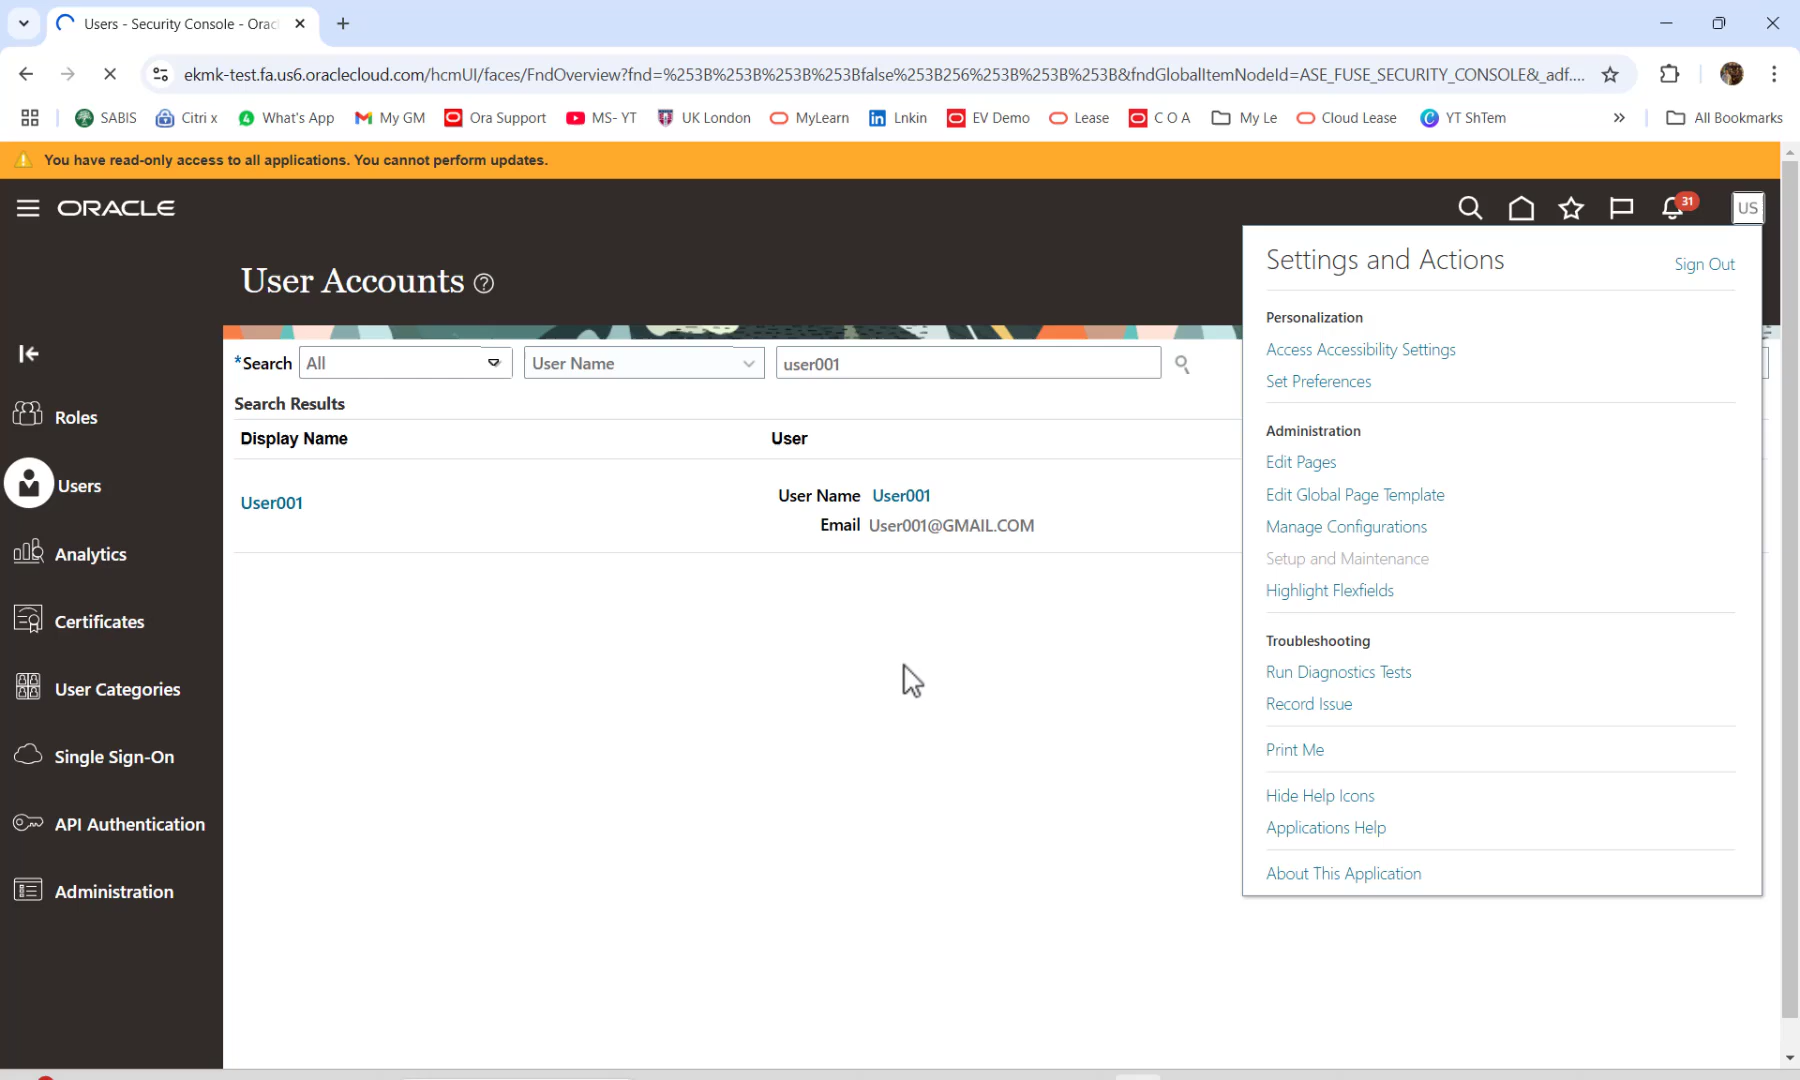 Users - Security Console - Orac
ekmk-test.fa.us6.oraclecloud.com/hcmUI/faces/FndOverview?fnd=%253B%253B%253B%253Bfalse%253B256%253B%253B%253B&fndGlobalItemNodeId=ASE_FUSE_SECURITY_CONSOLE&_adf....
SABIS Citri x What's App My GM Ora Support MS- YT UK London MyLearn Lnkin EV Demo Lease C O A My Le Cloud Lease YT ShTem » All Bookmarks
You have read-only access to all applications. You cannot perform updates.
ORACLE
31
US
User Accounts ?
Settings and Actions
Sign Out
Personalization
Access Accessibility Settings
Set Preferences
Administration
Edit Pages
Edit Global Page Template
Manage Configurations
Setup and Maintenance
Highlight Flexfields
Troubleshooting
Run Diagnostics Tests
Record Issue
Print Me
Hide Help Icons
Applications Help
About This Application
*Search All User Name user001
Search Results
Display Name User
User001
User Name User001
Email User001@GMAIL.COM
Roles
Users
Analytics
Certificates
User Categories
Single Sign-On
API Authentication
Administration